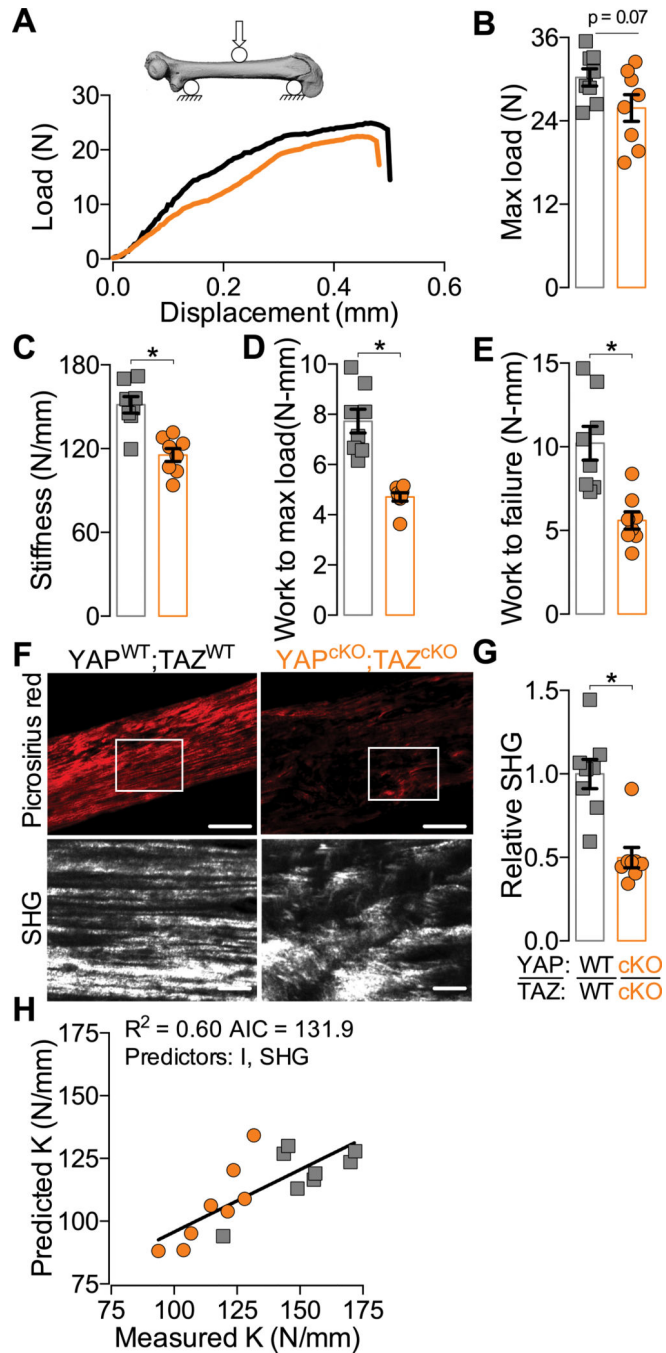 A
Load (N)
30
20
10
0
0.0 0.2 0.4 0.6
Displacement (mm)
B
p = 0.07
Max load (N)
36
24
12
0
C
*
Stiffness (N/mm)
180
120
60
0
D
*
Work to max load(N-mm)
10
8
6
4
2
0
E
*
Work to failure (N-mm)
15
10
5
0
F
YAPWT;TAZWT
YAPcKO;TAZcKO
Picrosirius red
SHG
G
*
Relative SHG
1.5
1.0
0.5
0.0
YAP: WT cKO
TAZ: WT cKO
H
R2 = 0.60 AIC = 131.9
Predictors: I, SHG
Predicted K (N/mm)
175
150
125
100
75
75 100 125 150 175
Measured K (N/mm)